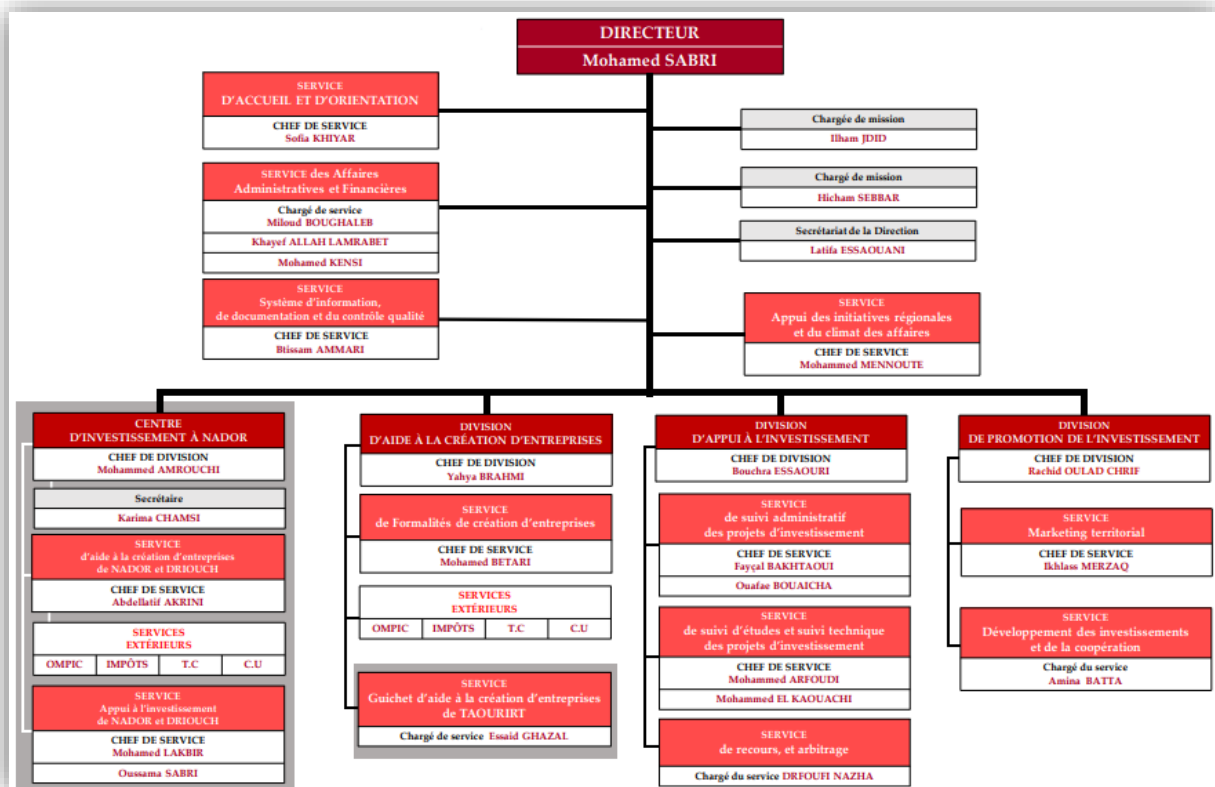 DIRECTEUR
Mohamed SABRI
SERVICE
D'ACCUEIL ET D'ORIENTATION
CHEF DE SERVICE
Sofia KHIYAR
SERVICE des Affaires
Administratives et Financières
Chargé de service
Miloud BOUGHALEB
Khayef ALLAH LAMRABET
Mohamed KENSI
SERVICE
Système d'information,
de documentation et du contrôle qualité
CHEF DE SERVICE
Btissam AMMARI
Chargée de mission
Ilham JDID
Chargé de mission
Hicham SEBBAR
Secrétariat de la Direction
Latifa ESSAOUANI
SERVICE
Appui des initiatives régionales
et du climat des affaires
CHEF DE SERVICE
Mohammed MENNOUTE
CENTRE
D'INVESTISSEMENT À NADOR
CHEF DE DIVISION
Mohammed AMROUCHI
Secrétaire
Karima CHAMSI
SERVICE
d'aide à la création d'entreprises
de NADOR et DRIOUCH
CHEF DE SERVICE
Abdellatif AKRINI
SERVICES
EXTÉRIEURS
OMPIC IMPÔTS T.C C.U
SERVICE
Appui à l'investissement
de NADOR et DRIOUCH
CHEF DE SERVICE
Mohamed LAKBIR
Oussama SABRI
DIVISION
D'AIDE À LA CRÉATION D'ENTREPRISES
CHEF DE DIVISION
Yahya BRAHMI
SERVICE
de Formalités de création d'entreprises
CHEF DE SERVICE
Mohamed BETARI
SERVICES
EXTÉRIEURS
OMPIC IMPÔTS T.C C.U
SERVICE
Guichet d'aide à la création d'entreprises
de TAOURIRT
Chargé de service Essaid GHAZAL
DIVISION
D'APPUI À L'INVESTISSEMENT
CHEF DE DIVISION
Bouchra ESSAOURI
SERVICE
de suivi administratif
des projets d'investissement
CHEF DE SERVICE
Fayçal BAKHTAOUI
Ouafae BOUAICHA
SERVICE
de suivi d'études et suivi technique
des projets d'investissement
CHEF DE SERVICE
Mohammed ARFOUDI
Mohammed EL KAOUACHI
SERVICE
de recours, et arbitrage
Chargé du service DRFOUFI NAZHA
DIVISION
DE PROMOTION DE L'INVESTISSEMENT
CHEF DE DIVISION
Rachid OULAD CHRIF
SERVICE
Marketing territorial
CHEF DE SERVICE
Ikhlass MERZAQ
SERVICE
Développement des investissements
et de la coopération
Chargé du service
Amina BATTA